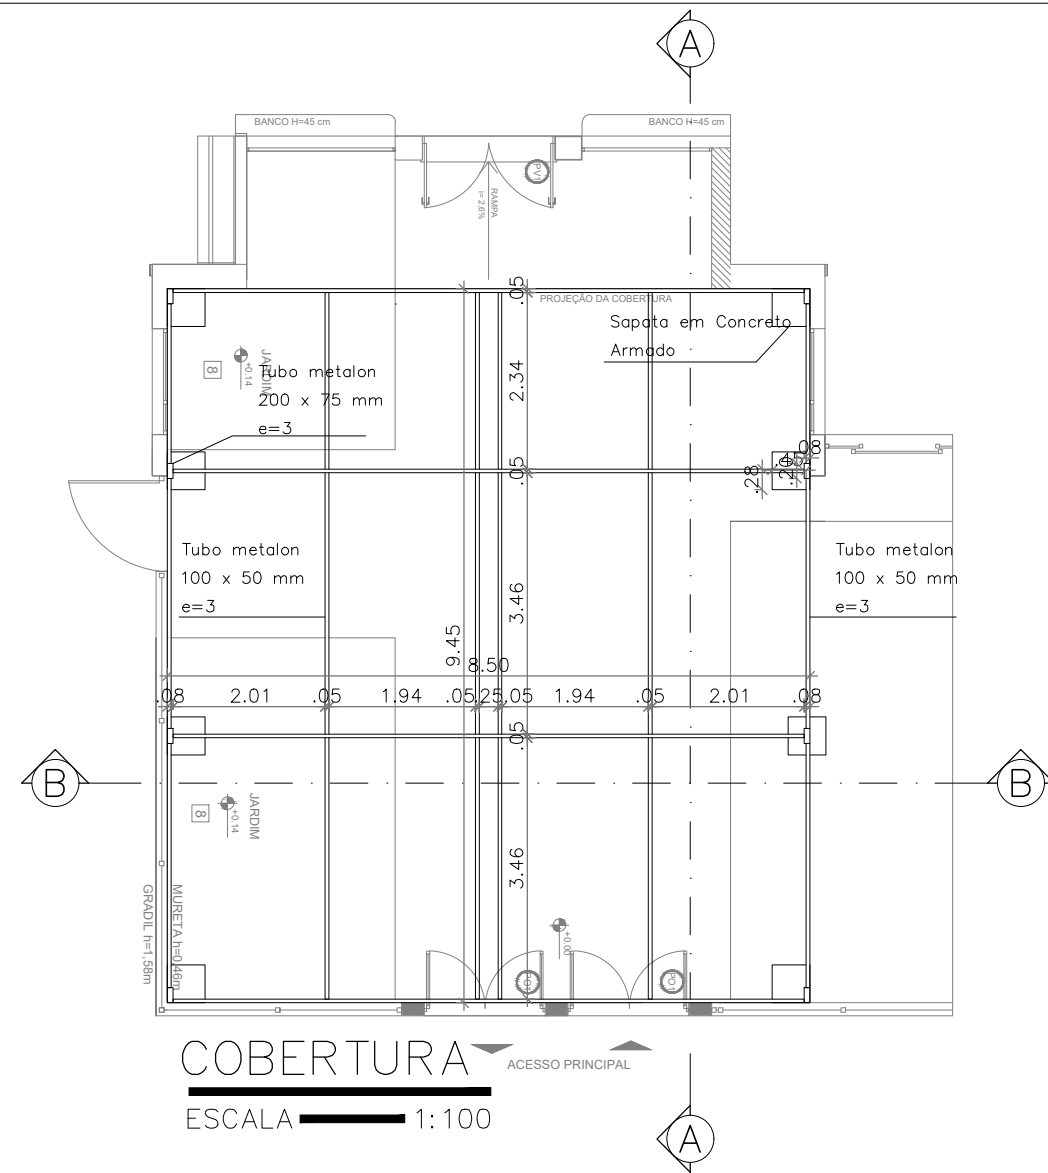 A
BANCO H=45 cm
BANCO H=45 cm
PV1
RAMPA
i= 2,6%
.05
PROJEÇÃO DA COBERTURA
Sapata em Concreto
Armado
2.34
JARDIM
+0.14
8
Tubo metalon
200 x 75 mm
e=3
.08
.05
.28
Tubo metalon
100 x 50 mm
e=3
Tubo metalon
100 x 50 mm
e=3
3.46
9.45
8.50
.08
2.01
.05
1.94
.05
.25
.05
1.94
.05
2.01
.08
.05
B
B
JARDIM
+0.14
8
3.46
MURETA h=0,46m
GRADIL h=1,58m
+0.00
PO1
PO1
COBERTURA
ACESSO PRINCIPAL
ESCALA 1:100
A